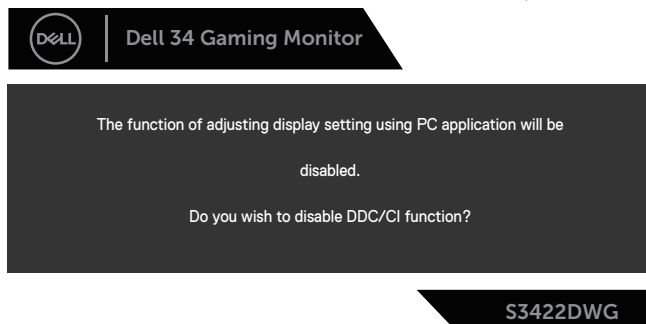 DELL
Dell 34 Gaming Monitor
The function of adjusting display setting using PC application will be
disabled.
Do you wish to disable DDC/CI function?
S3422DWG